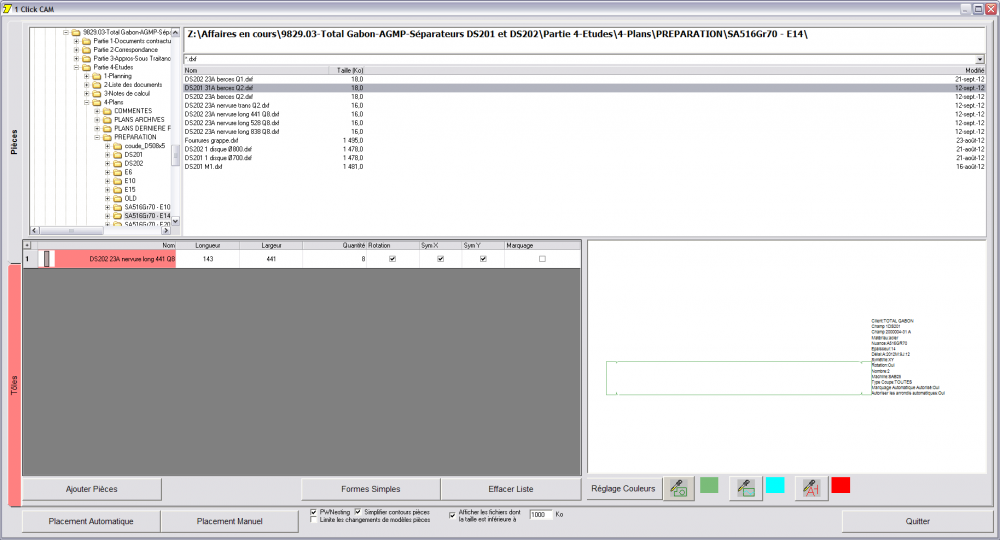 1 Click CAM
Pièces
Tôles
9829.03-Total Gabon-AGMP-Sépa
Partie 1-Documents contractu
Partie 2-Correspondance
Partie 3-Appros-Sous Traitanc
Partie 4-Etudes
1-Planning
2-Liste des documents
3-Notes de calcul
4-Plans
COMMENTES
PLANS ARCHIVES
PLANS DERNIERE F
PREPARATION
coude_D508x5
DS201
DS202
E6
E10
E15
OLD
SA516Gr70 - E10
SA516Gr70 - E14
SA516Gr70 - E20
Z:\Affaires en cours\9829.03-Total Gabon-AGMP-Séparateurs DS201 et DS202\Partie 4-Etudes\4-Plans\PREPARATION\SA516Gr70 - E14\
*.dxf
Nom Taille (Ko) Modifié
DS202 23A berces Q1.dxf 18,0 21-sept.-12
DS201 31A berces Q2.dxf 18,0 12-sept.-12
DS202 23A berces Q2.dxf 18,0 12-sept.-12
DS202 23A nervure trans Q2.dxf 16,0 12-sept.-12
DS202 23A nervure long 441 Q8.dxf 16,0 12-sept.-12
DS202 23A nervure long 528 Q8.dxf 16,0 12-sept.-12
DS202 23A nervure long 838 Q8.dxf 16,0 12-sept.-12
Fourrures grappe.dxf 1 495,0 23-août-12
DS202 1 disque Ø800.dxf 1 478,0 21-août-12
DS201 1 disque Ø700.dxf 1 478,0 21-août-12
DS201 M1.dxf 1 481,0 16-août-12
Nom Longueur Largeur Quantité Rotation Sym X Sym Y Marquage
1 DS202 23A nervure long 441 Q8 143 441 8
Client:TOTAL GABON
Champ 1:DS201
Champ 2:000004-01 A
Matériau:acier
Nuance:A516GR70
Epaisseur:14
Symétrie:XY
Rotation:Oui
Nombre:2
Machine:SAB25
Type Coupe:TOUTES
Marquage Automatique Autorisé:Oui
Autoriser les amorçage automatiques:Oui
Ajouter Pièces
Formes Simples
Effacer Liste
Réglage Couleurs
Placement Automatique
Placement Manuel
PWNesting Simplifier contours pièces
Limite les changements de modèles pièces
Afficher les fichiers dont
la taille est inférieure à 1000 Ko
Quitter